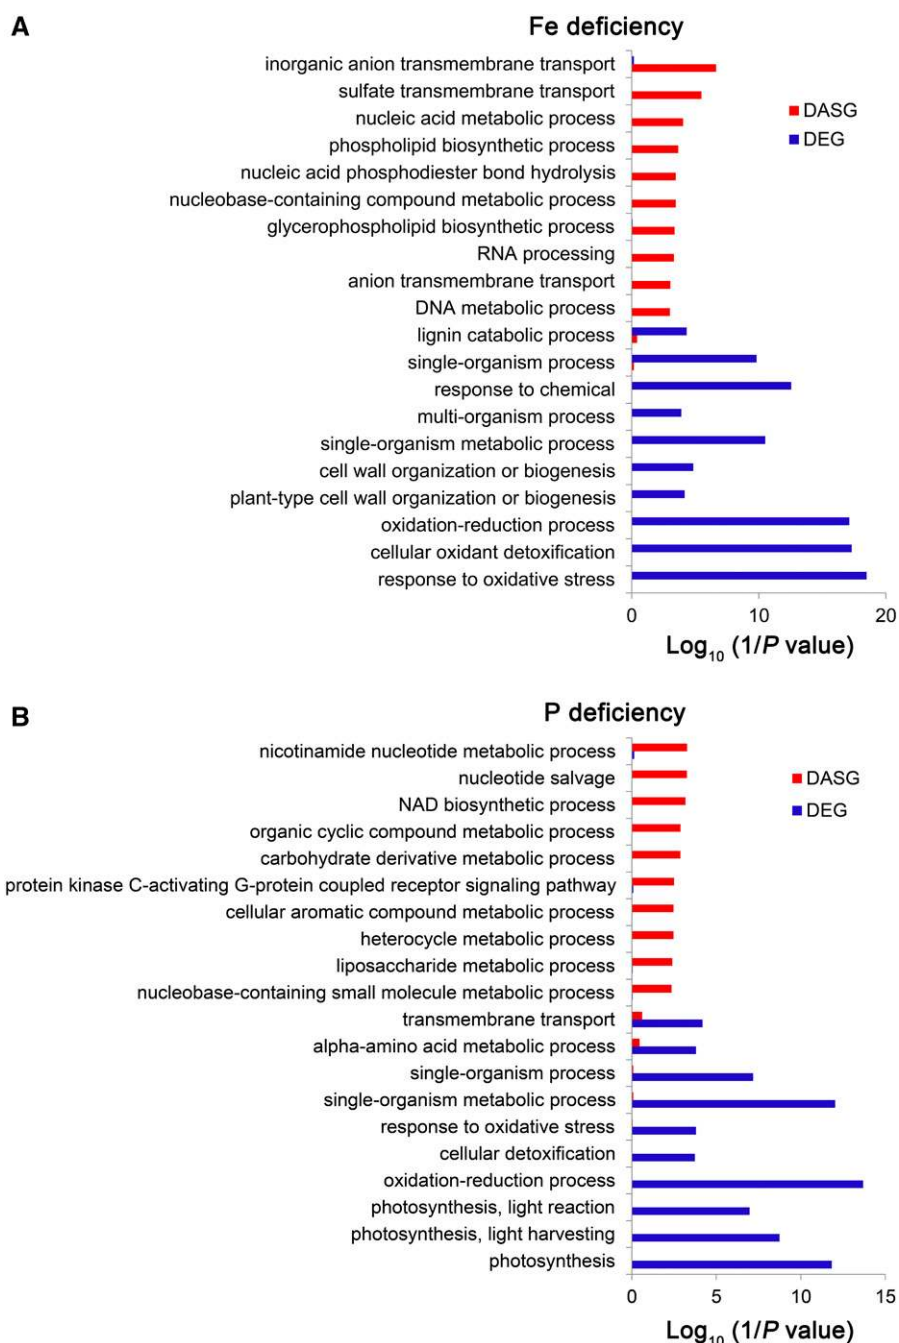 A
Fe deficiency
inorganic anion transmembrane transport
sulfate transmembrane transport
nucleic acid metabolic process
phospholipid biosynthetic process
nucleic acid phosphodiester bond hydrolysis
nucleobase-containing compound metabolic process
glycerophospholipid biosynthetic process
RNA processing
anion transmembrane transport
DNA metabolic process
lignin catabolic process
single-organism process
response to chemical
multi-organism process
single-organism metabolic process
cell wall organization or biogenesis
plant-type cell wall organization or biogenesis
oxidation-reduction process
cellular oxidant detoxification
response to oxidative stress
DASG
DEG
0 10 20
Log10 (1/P value)
B
P deficiency
nicotinamide nucleotide metabolic process
nucleotide salvage
NAD biosynthetic process
organic cyclic compound metabolic process
carbohydrate derivative metabolic process
protein kinase C-activating G-protein coupled receptor signaling pathway
cellular aromatic compound metabolic process
heterocycle metabolic process
liposaccharide metabolic process
nucleobase-containing small molecule metabolic process
transmembrane transport
alpha-amino acid metabolic process
single-organism process
single-organism metabolic process
response to oxidative stress
cellular detoxification
oxidation-reduction process
photosynthesis, light reaction
photosynthesis, light harvesting
photosynthesis
DASG
DEG
0 5 10 15
Log10 (1/P value)